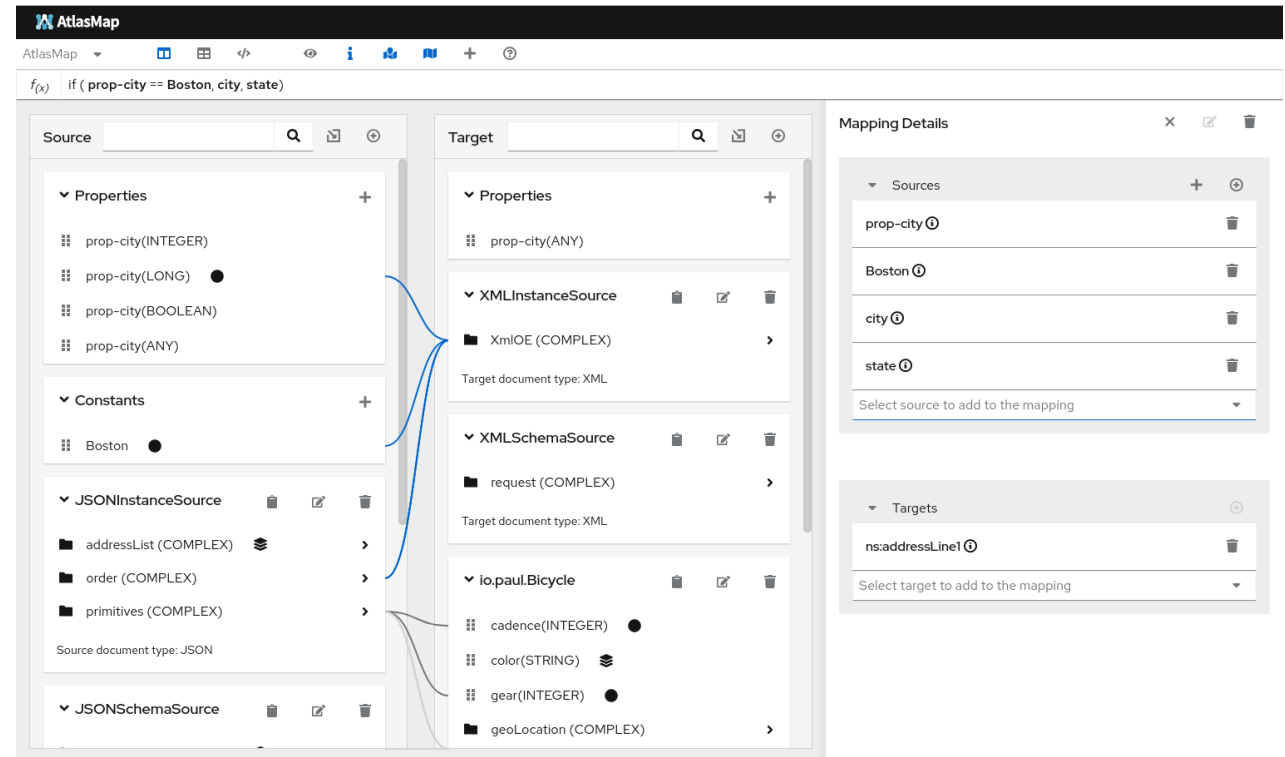 AtlasMap
AtlasMap
</>
i
f(x) if ( prop-city == Boston, city, state)
Source
Properties
prop-city(INTEGER)
prop-city(LONG)
prop-city(BOOLEAN)
prop-city(ANY)
Constants
Boston
JSONInstanceSource
addressList (COMPLEX)
order (COMPLEX)
primitives (COMPLEX)
Source document type: JSON
JSONSchemaSource
Target
Properties
prop-city(ANY)
XMLInstanceSource
XmlOE (COMPLEX)
Target document type: XML
XMLSchemaSource
request (COMPLEX)
Target document type: XML
io.paul.Bicycle
cadence(INTEGER)
color(STRING)
gear(INTEGER)
geoLocation (COMPLEX)
Mapping Details
Sources
prop-city
Boston
city
state
Select source to add to the mapping
Targets
ns:addressLine1
Select target to add to the mapping